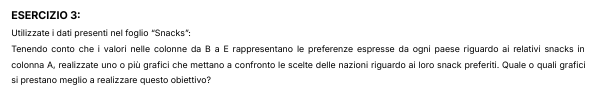 ESERCIZIO 3:
Utilizzate i dati presenti nel foglio “Snacks”:
Tenendo conto che i valori nelle colonne da B a E rappresentano le preferenze espresse da ogni paese riguardo ai relativi snacks in
colonna A, realizzate uno o più grafici che mettano a confronto le scelte delle nazioni riguardo ai loro snack preferiti. Quale o quali grafici
si prestano meglio a realizzare questo obiettivo?